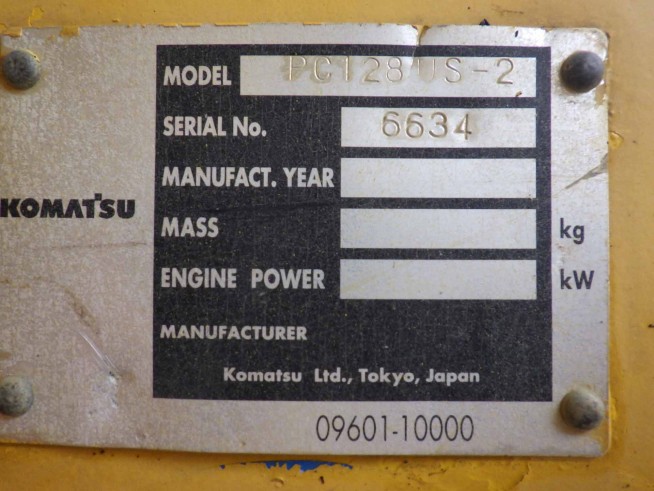 MODEL PC128US-2
SERIAL No. 6634
MANUFACT. YEAR
KOMATSU
MASS kg
ENGINE POWER kW
MANUFACTURER
Komatsu Ltd., Tokyo, Japan
09601-10000